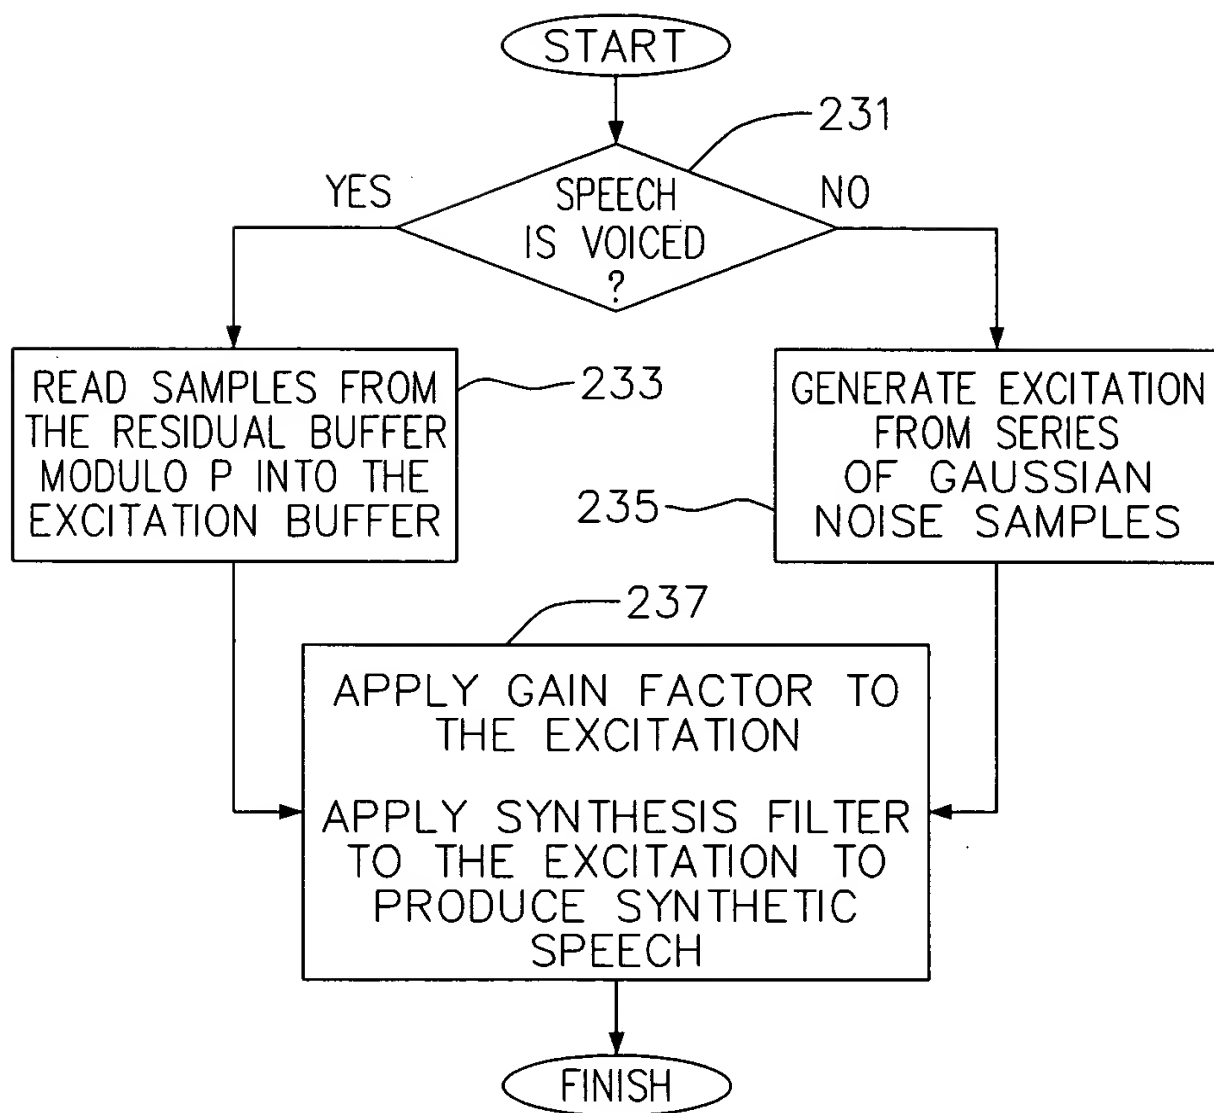 START
231
YES
NO
SPEECH
IS VOICED
?
READ SAMPLES FROM
THE RESIDUAL BUFFER
MODULO P INTO THE
EXCITATION BUFFER
233
GENERATE EXCITATION
FROM SERIES
OF GAUSSIAN
NOISE SAMPLES
235
237
APPLY GAIN FACTOR TO
THE EXCITATION
APPLY SYNTHESIS FILTER
TO THE EXCITATION TO
PRODUCE SYNTHETIC
SPEECH
FINISH